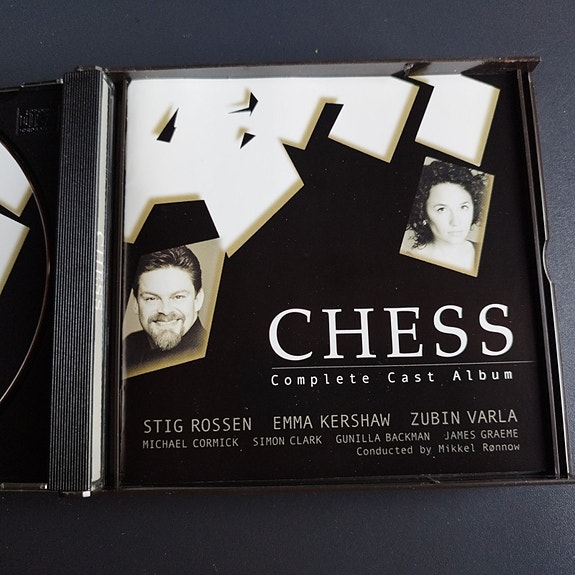 CHESS
Complete Cast Album
STIG ROSSEN EMMA KERSHAW ZUBIN VARLA
MICHAEL CORMICK SIMON CLARK GUNILLA BACKMAN JAMES GRAEME
Conducted by Mikkel Rønnow